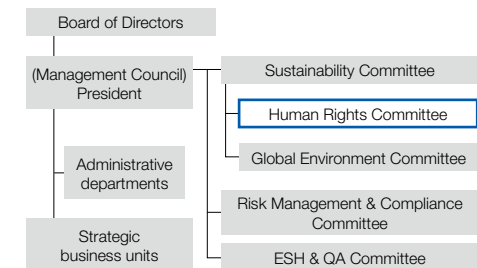 Board of Directors
(Management Council)
President
Sustainability Committee
Human Rights Committee
Global Environment Committee
Administrative
departments
Risk Management & Compliance
Committee
Strategic
business units
ESH & QA Committee